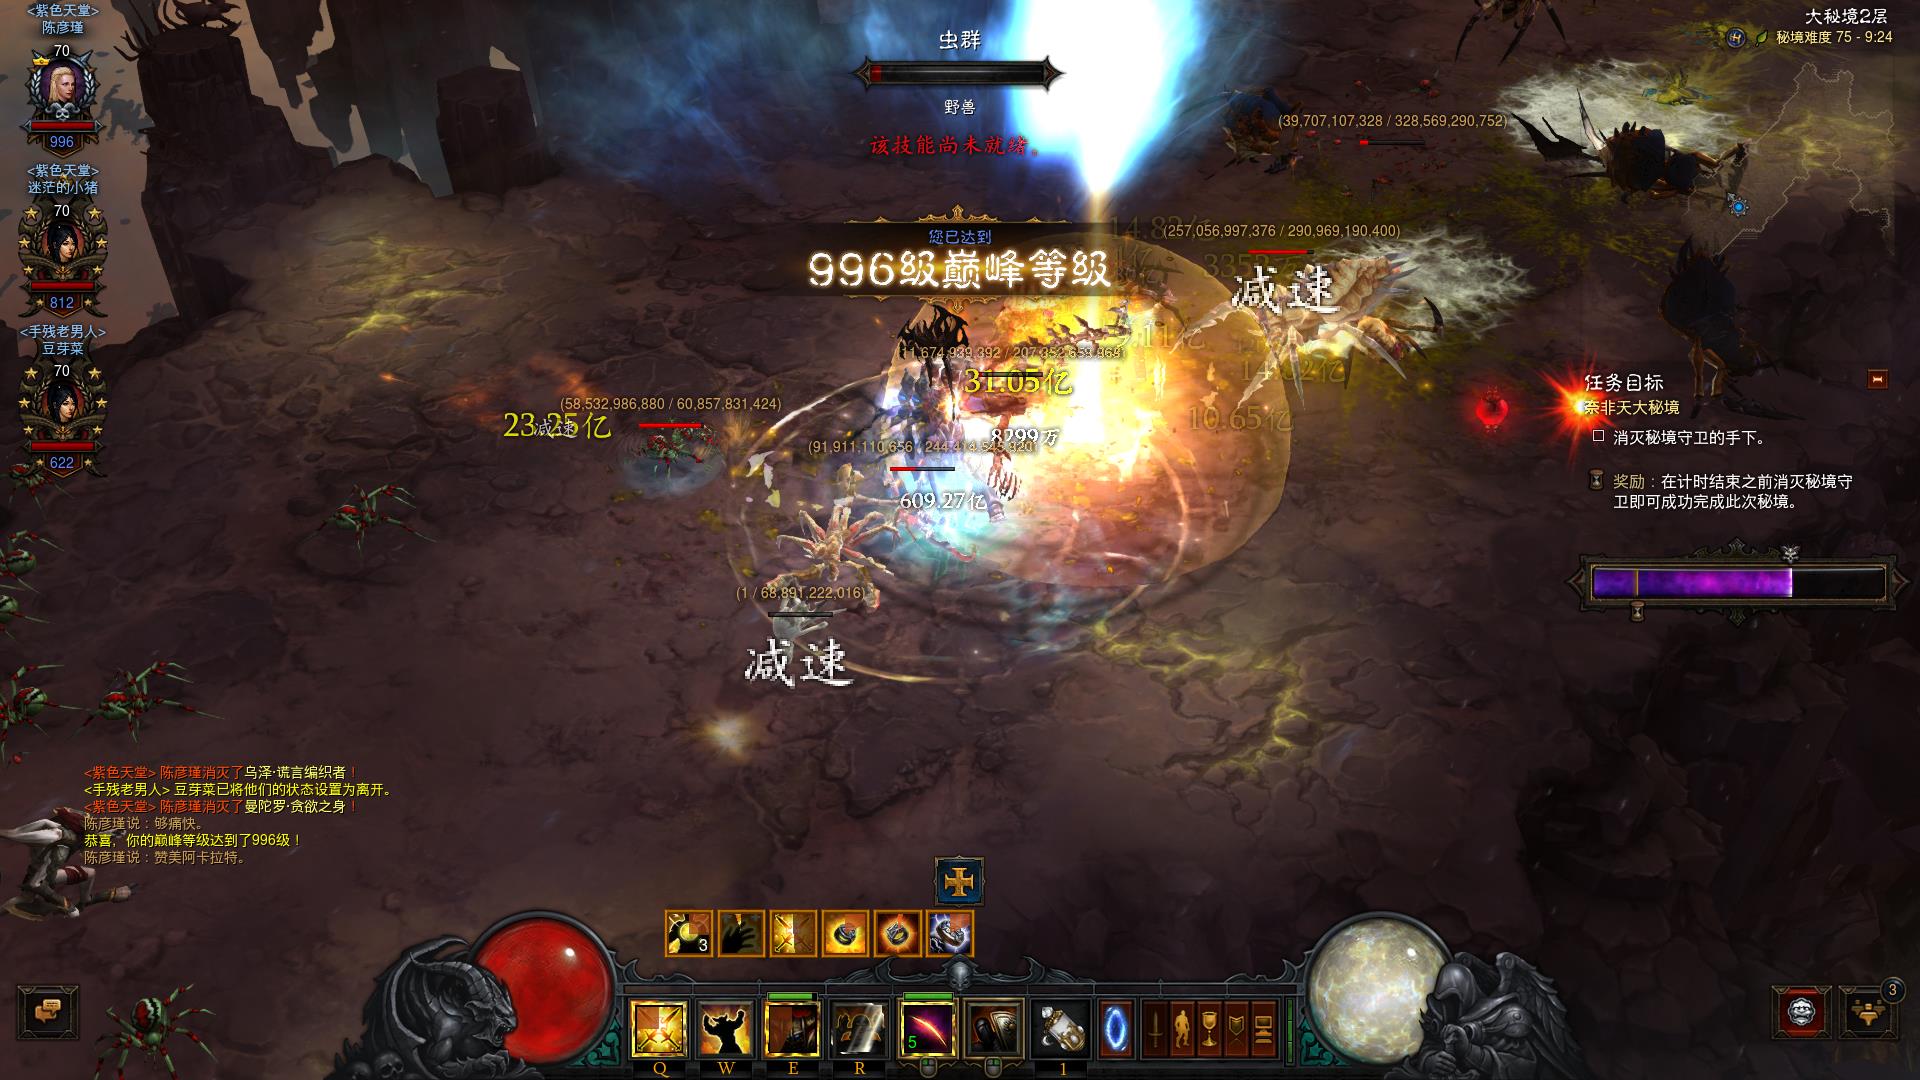 <紫色天堂>
陈彦瑾
70
996
<紫色天堂>
迷茫的小猪
70
812
<手残老男人>
豆芽菜
70
622
虫群
野兽
该技能尚未就绪。
大秘境2层
秘境难度 75 - 9:24
(39,707,107,328 / 328,569,290,752)
您已达到
996级巅峰等级
(257,056,997,376 / 290,969,190,400)
减速
31.05亿
(58,532,986,880 / 60,857,831,424)
23.25亿
减速
10.65亿
8299万
609.27亿
(1 / 68,891,222,016)
减速
任务目标
奈非天大秘境
消灭秘境守卫的手下。
奖励：在计时结束之前消灭秘境守
卫即可成功完成此次秘境。
<紫色天堂> 陈彦瑾消灭了乌泽·谎言编织者！
<手残老男人> 豆芽菜已将他们的状态设置为离开。
<紫色天堂> 陈彦瑾消灭了曼陀罗·贪欲之身！
陈彦瑾说：够痛快。
恭喜，你的巅峰等级达到了996级！
陈彦瑾说：赞美阿卡拉特。
3
5
Q
W
E
R
1
3